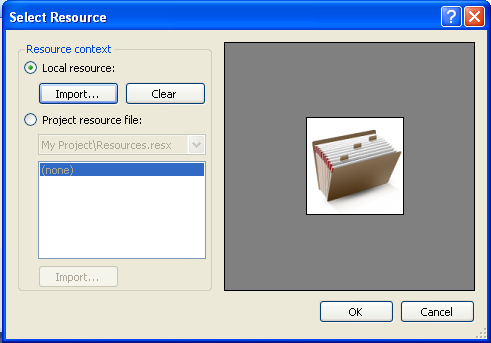 Select Resource
Resource context
Local resource:
Import...
Clear
Project resource file:
My Project\Resources.resx
(none)
Import...
OK
Cancel